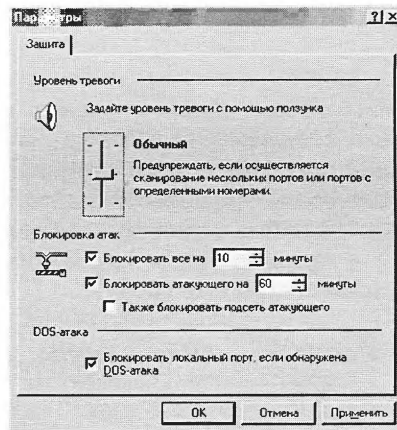 Параметры
Защита
Уровень тревоги
Задайте уровень тревоги с помощью ползунка
Обычный
Предупреждать, если осуществляется
сканирование нескольких портов или портов с
определенными номерами.
Блокировка атак
Блокировать все на 10 минуты
Блокировать атакующего на 60 минуты
Также блокировать подсеть атакующего
DOS-атака
Блокировать локальный порт, если обнаружена
DOS-атака
OK Отмена Применить